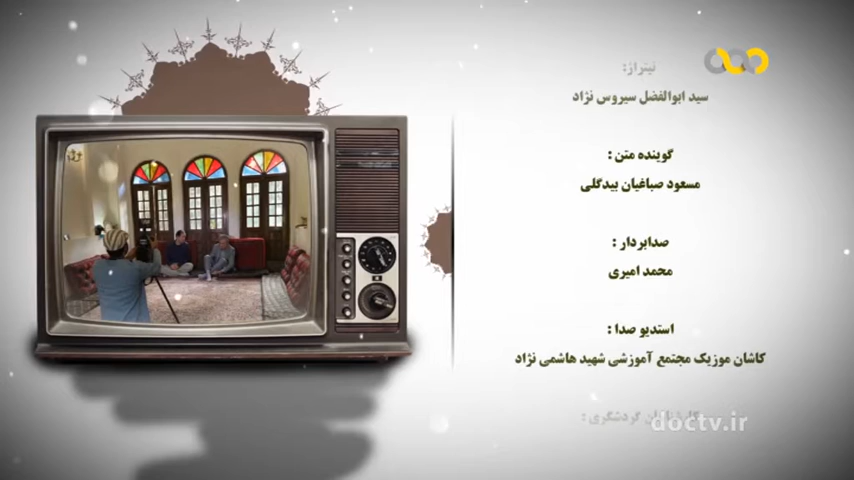 تیتراژ:
سید ابوالفضل سیروس نژاد
گوینده متن :
مسعود صباغیان بیدگلی
صدابردار :
محمد امیری
استدیو صدا :
کاشان موزیک مجتمع آموزشی شهید هاشمی نژاد
گردشگری :
doctv.ir